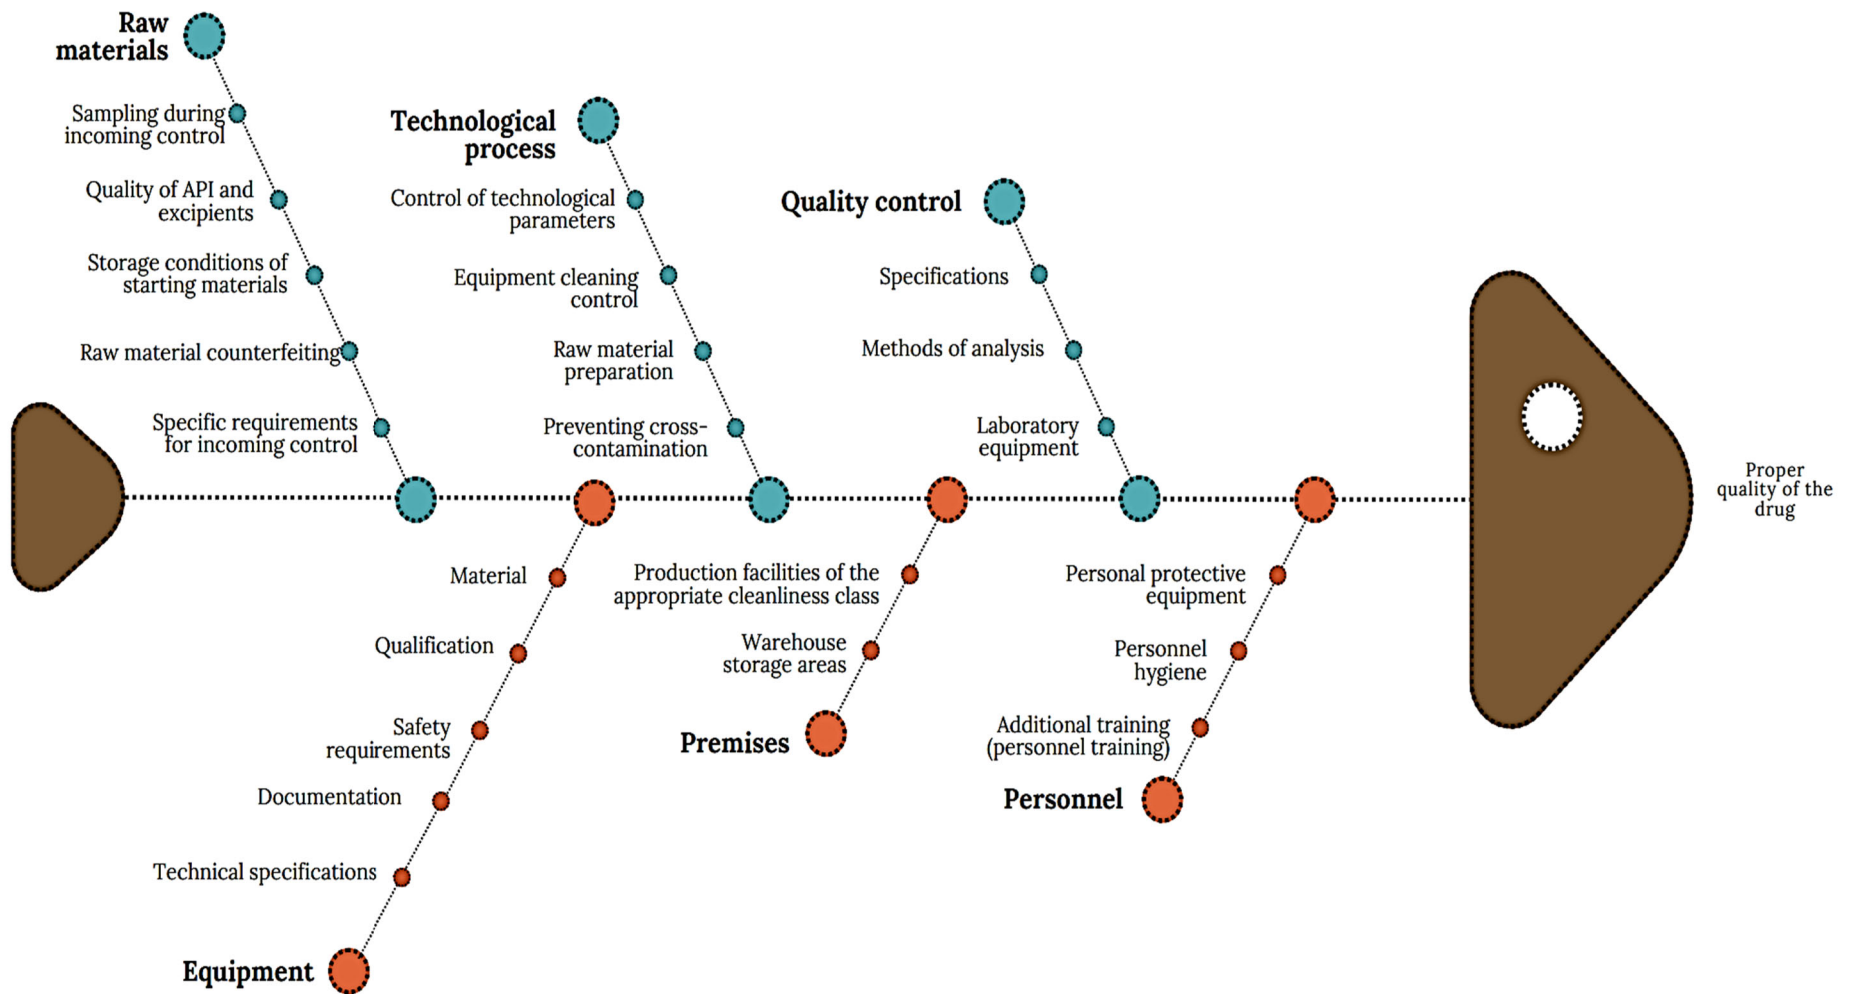 Raw
materials
Sampling during
incoming control
Quality of API and
excipients
Storage conditions of
starting materials
Raw material counterfeiting
Specific requirements
for incoming control
Technological
process
Control of technological
parameters
Equipment cleaning
control
Raw material
preparation
Preventing cross-
contamination
Quality control
Specifications
Methods of analysis
Laboratory
equipment
Proper
quality of the
drug
Material
Qualification
Safety
requirements
Documentation
Technical specifications
Equipment
Production facilities of the
appropriate cleanliness class
Warehouse
storage areas
Premises
Personal protective
equipment
Personnel
hygiene
Additional training
(personnel training)
Personnel